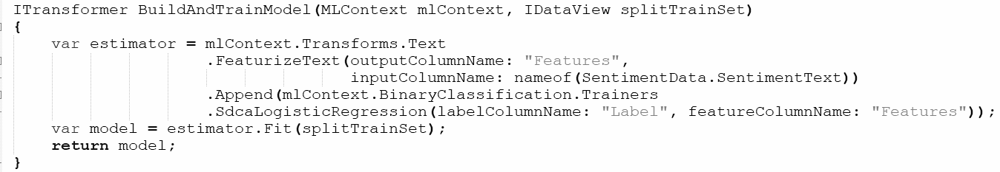 ITransformer BuildAndTrainModel(MLContext mlContext, IDataView splitTrainSet)
{
    var estimator = mlContext.Transforms.Text
                    .FeaturizeText(outputColumnName: "Features",
                                   inputColumnName: nameof(SentimentData.SentimentText))
                    .Append(mlContext.BinaryClassification.Trainers
                    .SdcaLogisticRegression(labelColumnName: "Label", featureColumnName: "Features"));
    var model = estimator.Fit(splitTrainSet);
    return model;
}